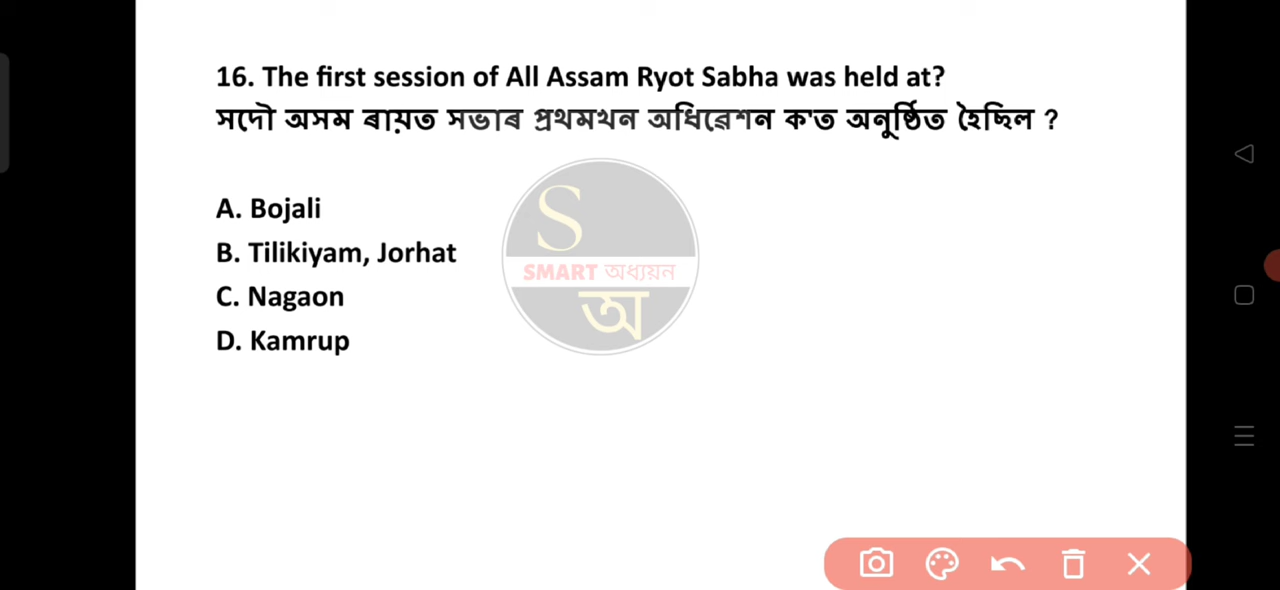 16. The first session of All Assam Ryot Sabha was held at?
সদৌ অসম ৰায়ত সভাৰ প্ৰথমখন অধিৱেশন ক'ত অনুষ্ঠিত হৈছিল ?
A. Bojali
B. Tilikiyam, Jorhat
C. Nagaon
D. Kamrup
S
SMART অধ্যয়ন
অ